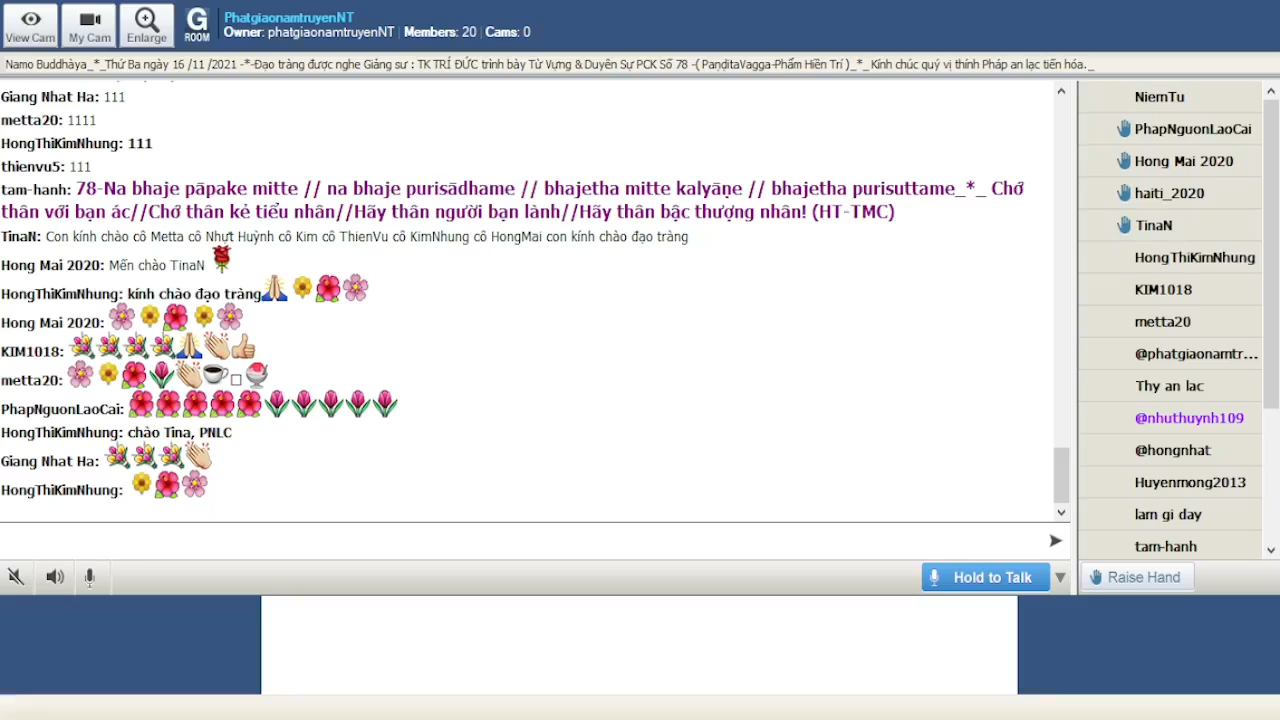 View Cam
My Cam
Enlarge
G
ROOM
PhatgiaonamtruyenNT
Owner: phatgiaonamtruyenNT | Members: 20 | Cams: 0
Namo Buddhàya_*_Thứ Ba ngày 16 /11 /2021 -*-Đạo tràng được nghe Giảng sư : TK TRÍ ĐỨC trình bày Từ Vựng & Duyên Sự PCK Số 78 -( PaṇḍitaVagga-Phẩm Hiền Trí )_*_ Kính chúc quý vị thính Pháp an lạc tiến hóa._
Giang Nhat Ha: 111
metta20: 1111
HongThiKimNhung: 111
thienvu5: 111
tam-hanh: 78-Na bhaje pāpake mitte // na bhaje purisādhame // bhajetha mitte kalyāṇe // bhajetha purisuttame_*_ Chớ
thân với bạn ác//Chớ thân kẻ tiểu nhân//Hãy thân người bạn lành//Hãy thân bậc thượng nhân! (HT-TMC)
TinaN: Con kính chào cô Metta cô Nhựt Huỳnh cô Kim cô ThienVu cô KimNhung cô HongMai con kính chào đạo tràng
Hong Mai 2020: Mến chào TinaN 🌹
HongThiKimNhung: kính chào đạo tràng🙏 🌼🌺🌸
Hong Mai 2020: 🌸🌼🌺🌼🌸
KIM1018: 💐💐💐💐🙏👏👍
metta20: 🌸🌼🌺🌷👏☕□🍨
PhapNguonLaoCai: 🌺🌺🌺🌺🌺🌷🌷🌷🌷🌷
HongThiKimNhung: chào Tina, PNLC
Giang Nhat Ha: 💐💐💐👏
HongThiKimNhung: 🌼🌺🌸
Hold to Talk
NiemTu
PhapNguonLaoCai
Hong Mai 2020
haiti_2020
TinaN
HongThiKimNhung
KIM1018
metta20
@phatgiaonamtr...
Thy an lac
@nhuthuynh109
@hongnhat
Huyenmong2013
lam gi day
tam-hanh
Raise Hand